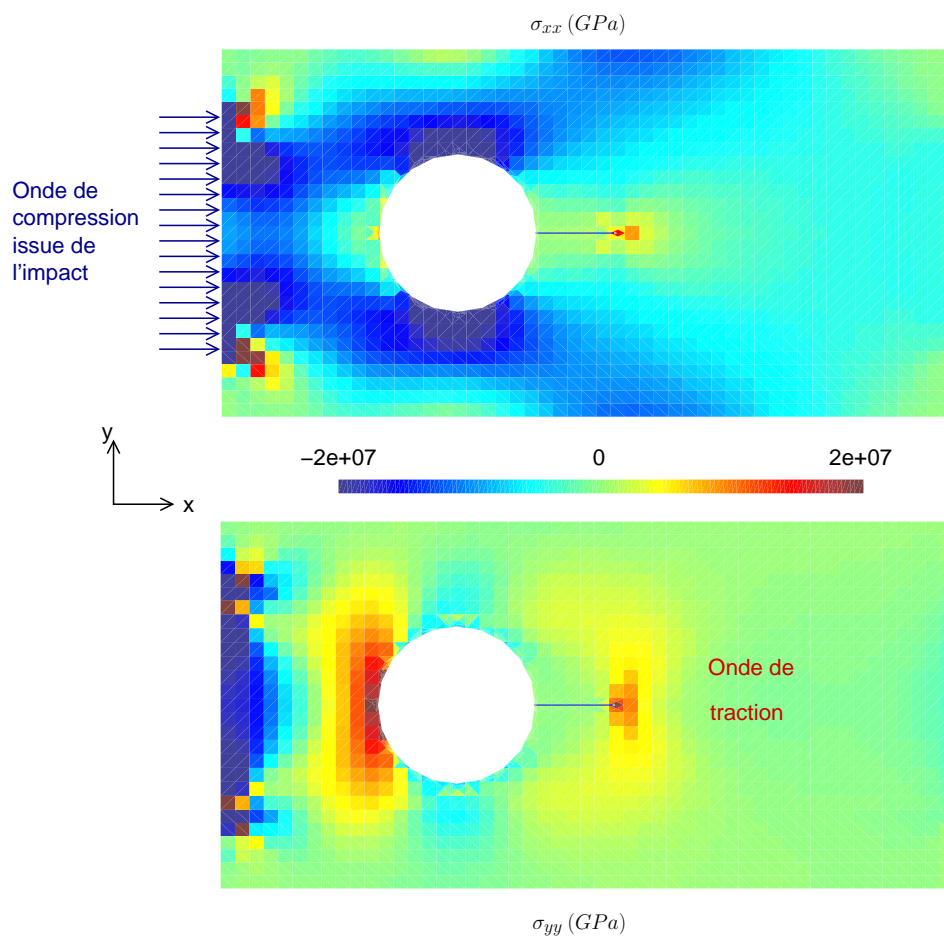 σxx (GPa)
Onde de
compression
issue de
l'impact
y
x
−2e+07 0 2e+07
Onde de
traction
σyy (GPa)